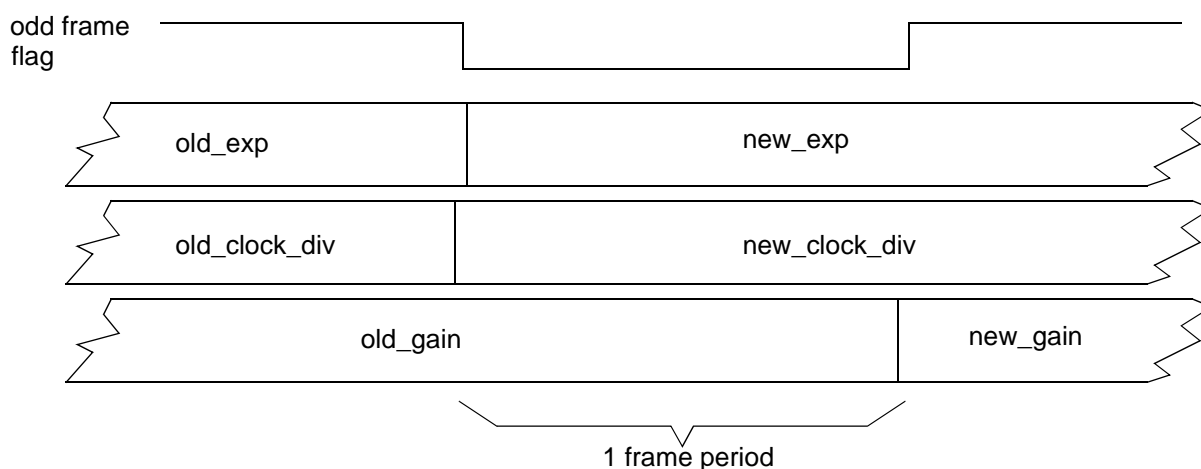 odd frame
flag
old_exp
new_exp
old_clock_div
new_clock_div
old_gain
new_gain
1 frame period